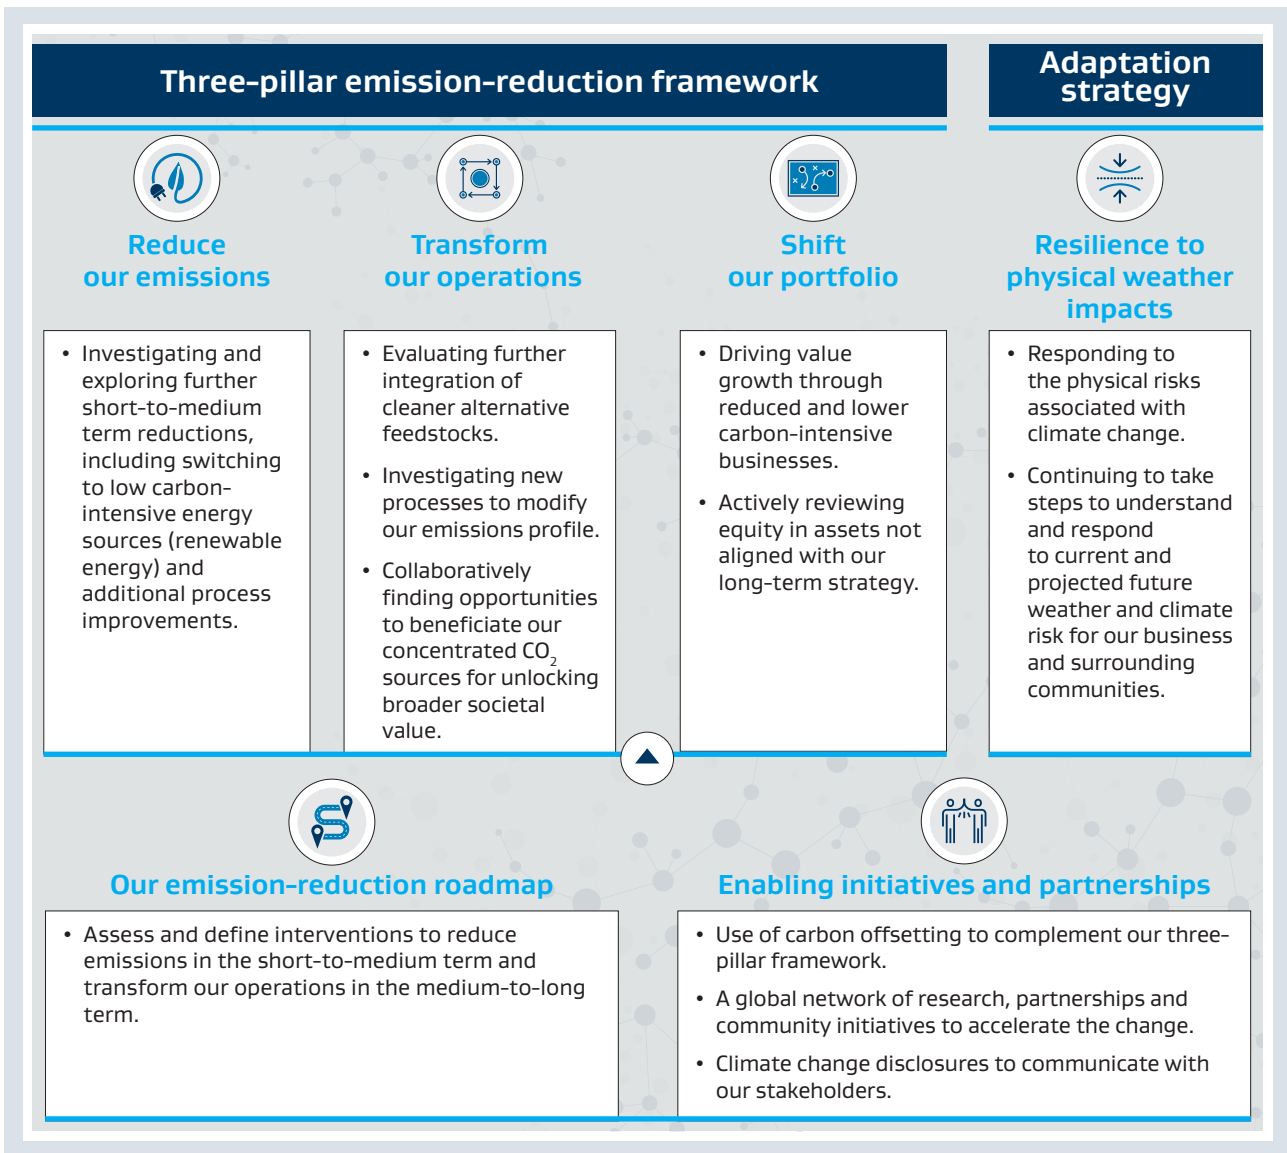 Three-pillar emission-reduction framework
Adaptation
strategy
Reduce
our emissions
• Investigating and
exploring further
short-to-medium
term reductions,
including switching
to low carbon-
intensive energy
sources (renewable
energy) and
additional process
improvements.
Transform
our operations
• Evaluating further
integration of
cleaner alternative
feedstocks.
• Investigating new
processes to modify
our emissions profile.
• Collaboratively
finding opportunities
to beneficiate our
concentrated CO₂
sources for unlocking
broader societal
value.
Shift
our portfolio
• Driving value
growth through
reduced and lower
carbon-intensive
businesses.
• Actively reviewing
equity in assets not
aligned with our
long-term strategy.
Resilience to
physical weather
impacts
• Responding to
the physical risks
associated with
climate change.
• Continuing to take
steps to understand
and respond
to current and
projected future
weather and climate
risk for our business
and surrounding
communities.
Our emission-reduction roadmap
• Assess and define interventions to reduce
emissions in the short-to-medium term and
transform our operations in the medium-to-long
term.
Enabling initiatives and partnerships
• Use of carbon offsetting to complement our three-
pillar framework.
• A global network of research, partnerships and
community initiatives to accelerate the change.
• Climate change disclosures to communicate with
our stakeholders.